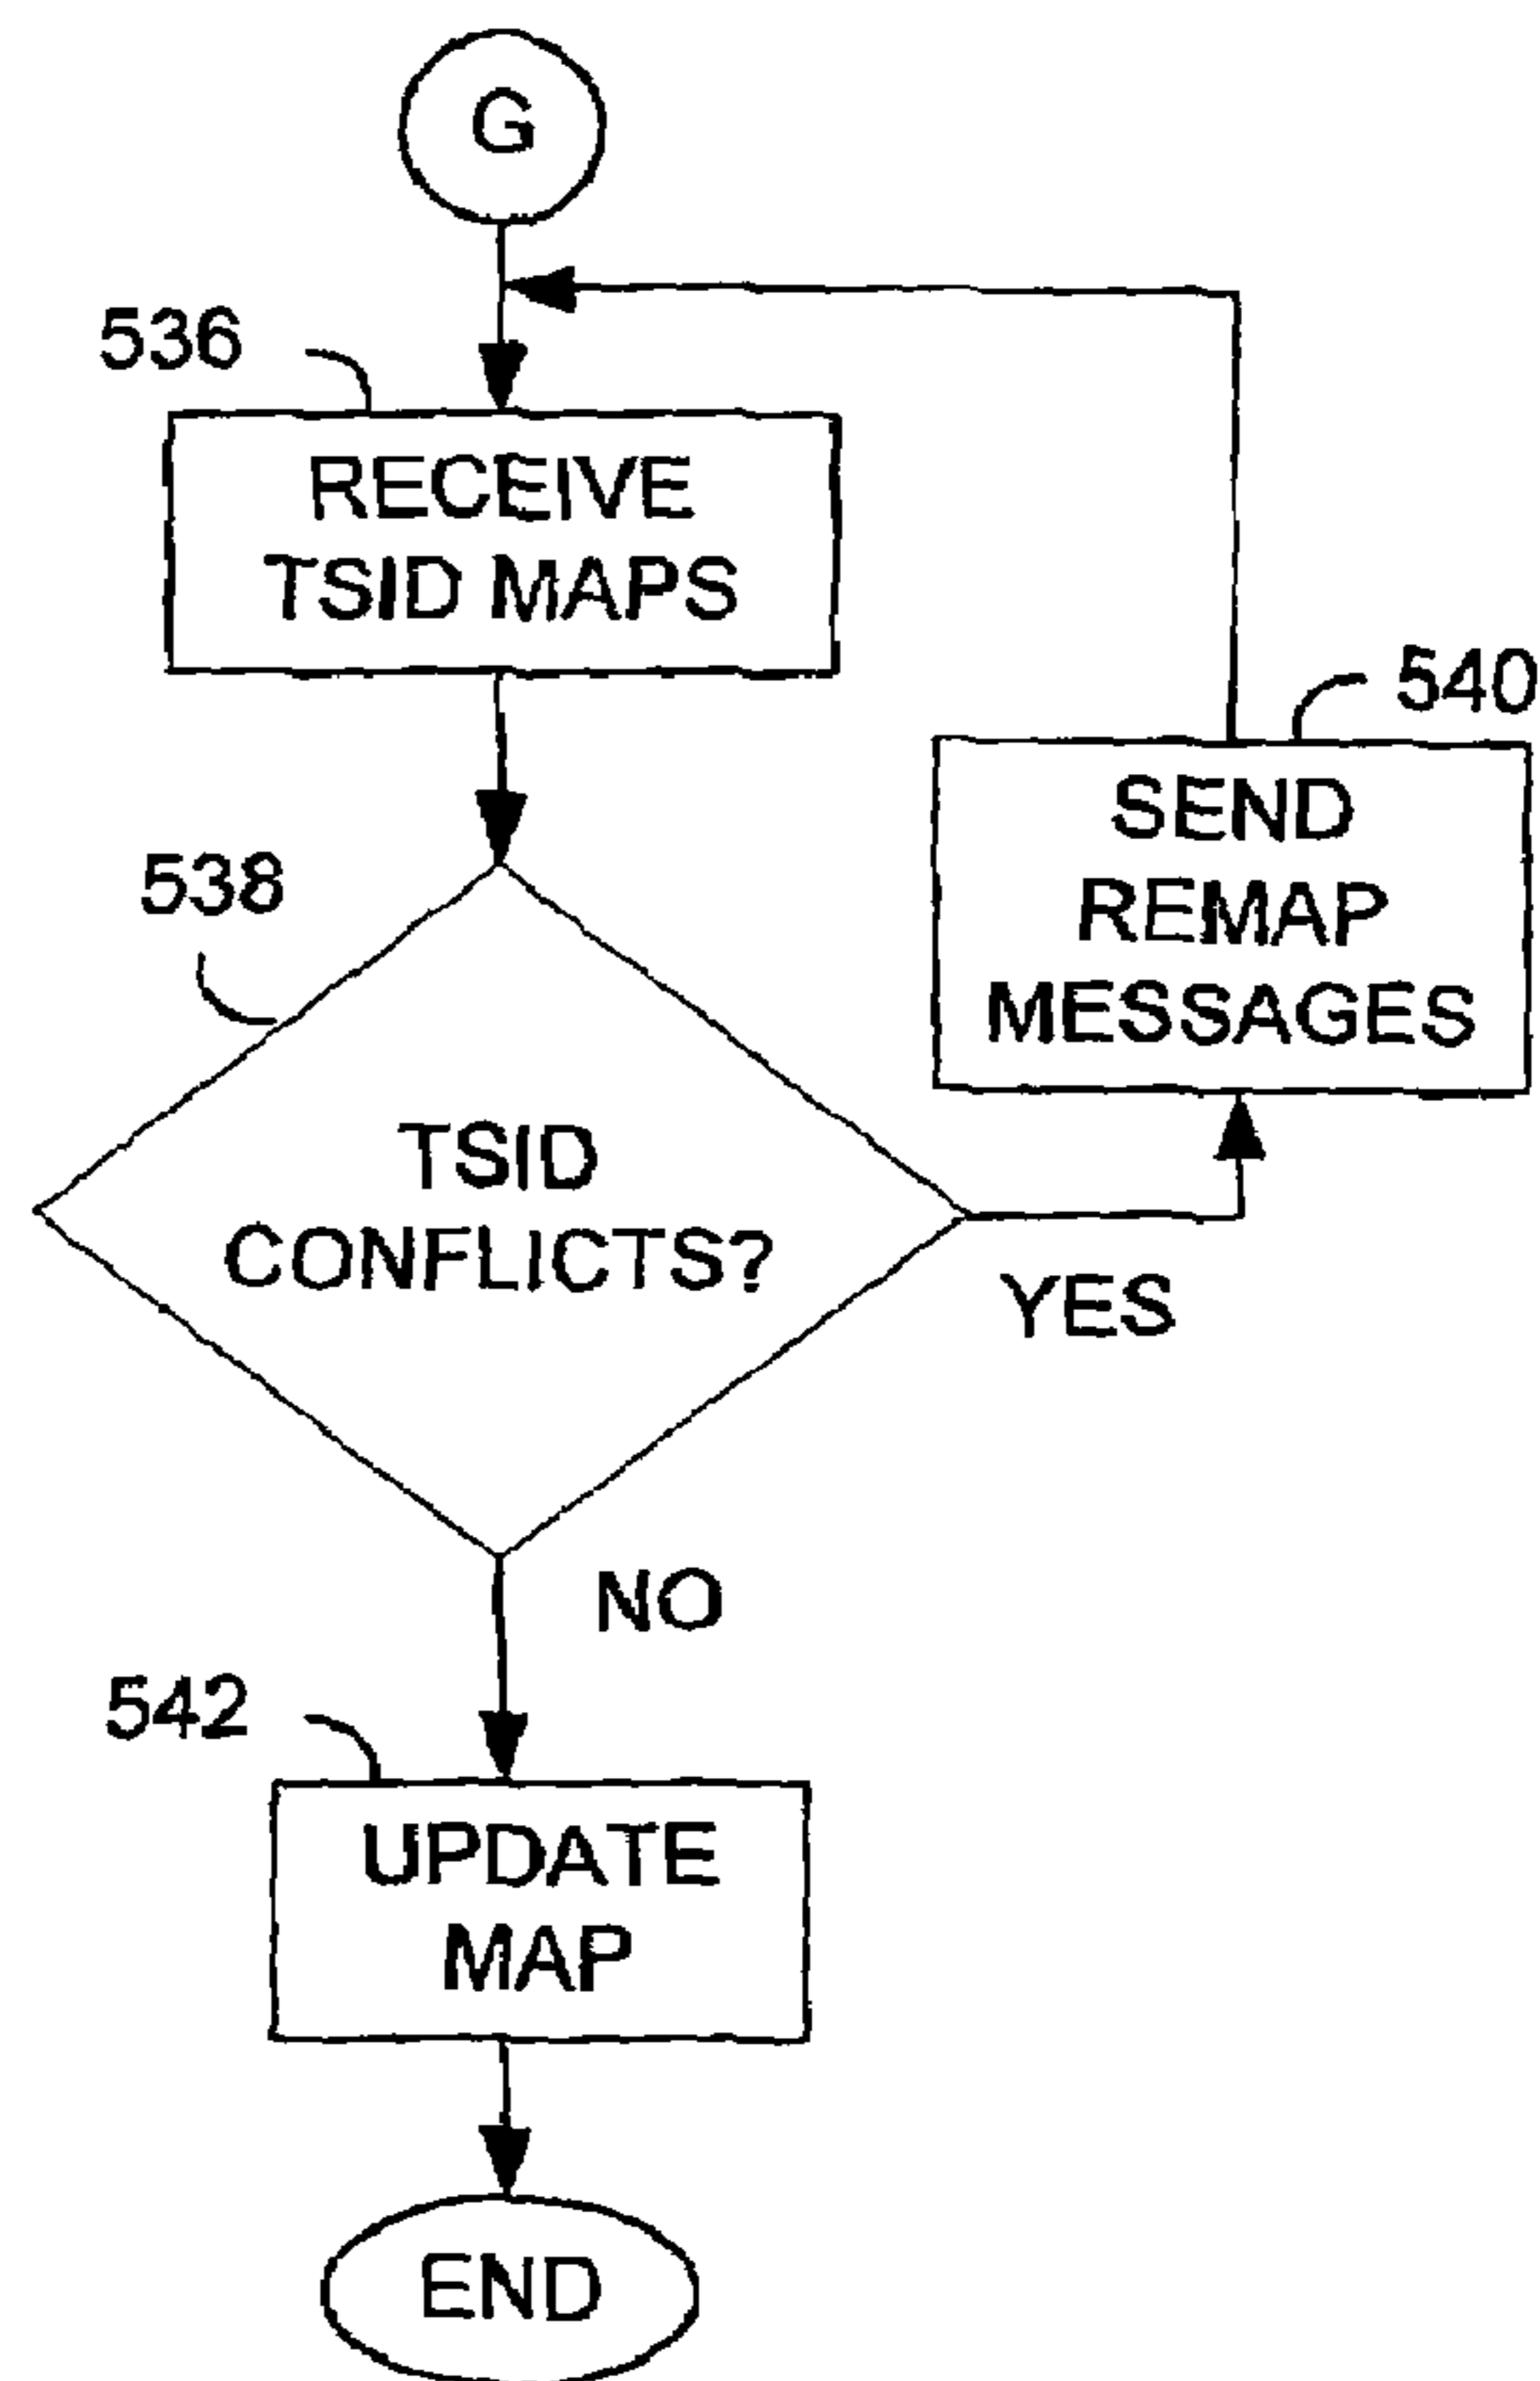 G
536
RECEIVE
TSID MAPS
540
SEND
REMAP
MESSAGES
538
TSID
CONFLICTS?
YES
NO
542
UPDATE
MAP
END